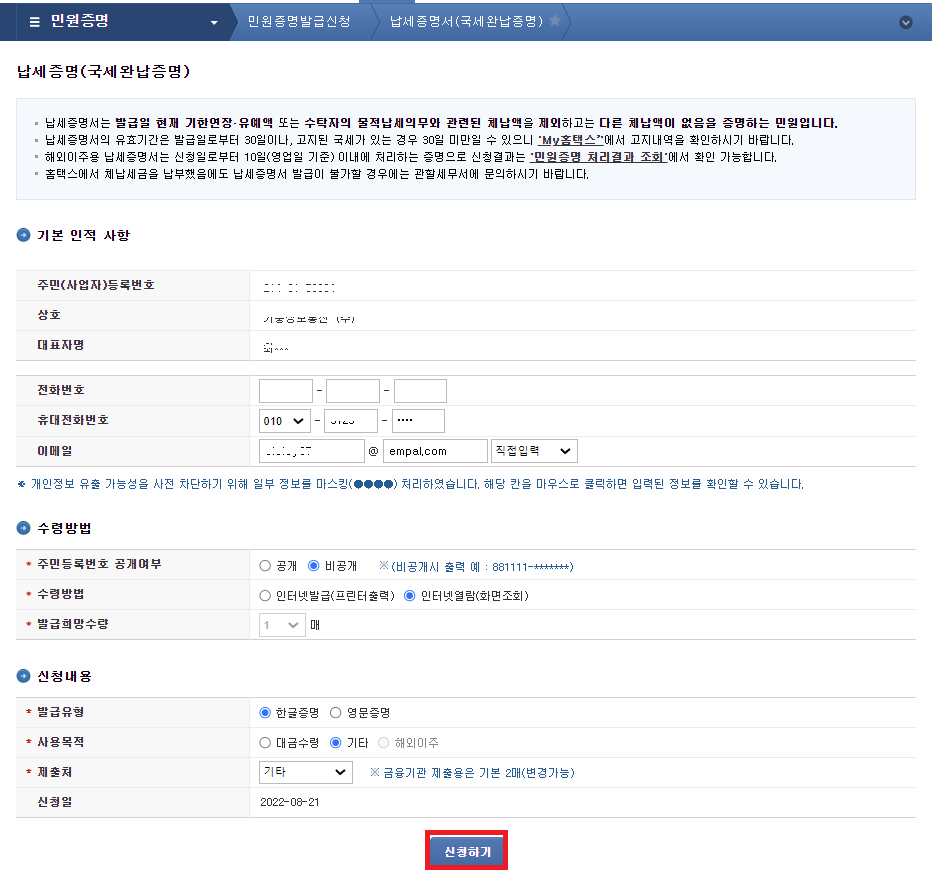 민원증명 민원증명발급신청 납세증명서(국세완납증명)
납세증명(국세완납증명)
납세증명서는 발급일 현재 기한연장·유예액 또는 수탁자의 물적납세의무와 관련된 체납액을 제외하고는 다른 체납액이 없음을 증명하는 민원입니다.
납세증명서의 유효기간은 발급일로부터 30일이나, 고지된 국세가 있는 경우 30일 미만일 수 있으니 "My홈택스"에서 고지내역을 확인하시기 바랍니다.
해외이주용 납세증명서는 신청일로부터 10일(영업일 기준) 이내에 처리하는 증명으로 신청결과는 '민원증명 처리결과 조회'에서 확인 가능합니다.
홈택스에서 체납세금을 납부했음에도 납세증명서 발급이 불가할 경우에는 관할세무서에 문의하시기 바랍니다.
기본 인적 사항
주민(사업자)등록번호
상호
대표자명
전화번호 - -
휴대전화번호 010 - - ••••
이메일 @ empal.com 직접입력
※ 개인정보 유출 가능성을 사전 차단하기 위해 일부 정보를 마스킹(●●●●) 처리하였습니다. 해당 칸을 마우스로 클릭하면 입력된 정보를 확인할 수 있습니다.
수령방법
* 주민등록번호 공개여부 공개 비공개 ※(비공개시 출력 예 : 881111-*******)
* 수령방법 인터넷발급(프린터출력) 인터넷열람(화면조회)
* 발급희망수량 1 매
신청내용
* 발급유형 한글증명 영문증명
* 사용목적 대금수령 기타 해외이주
* 제출처 기타 ※ 금융기관 제출용은 기본 2매(변경가능)
신청일 2022-08-21
신청하기